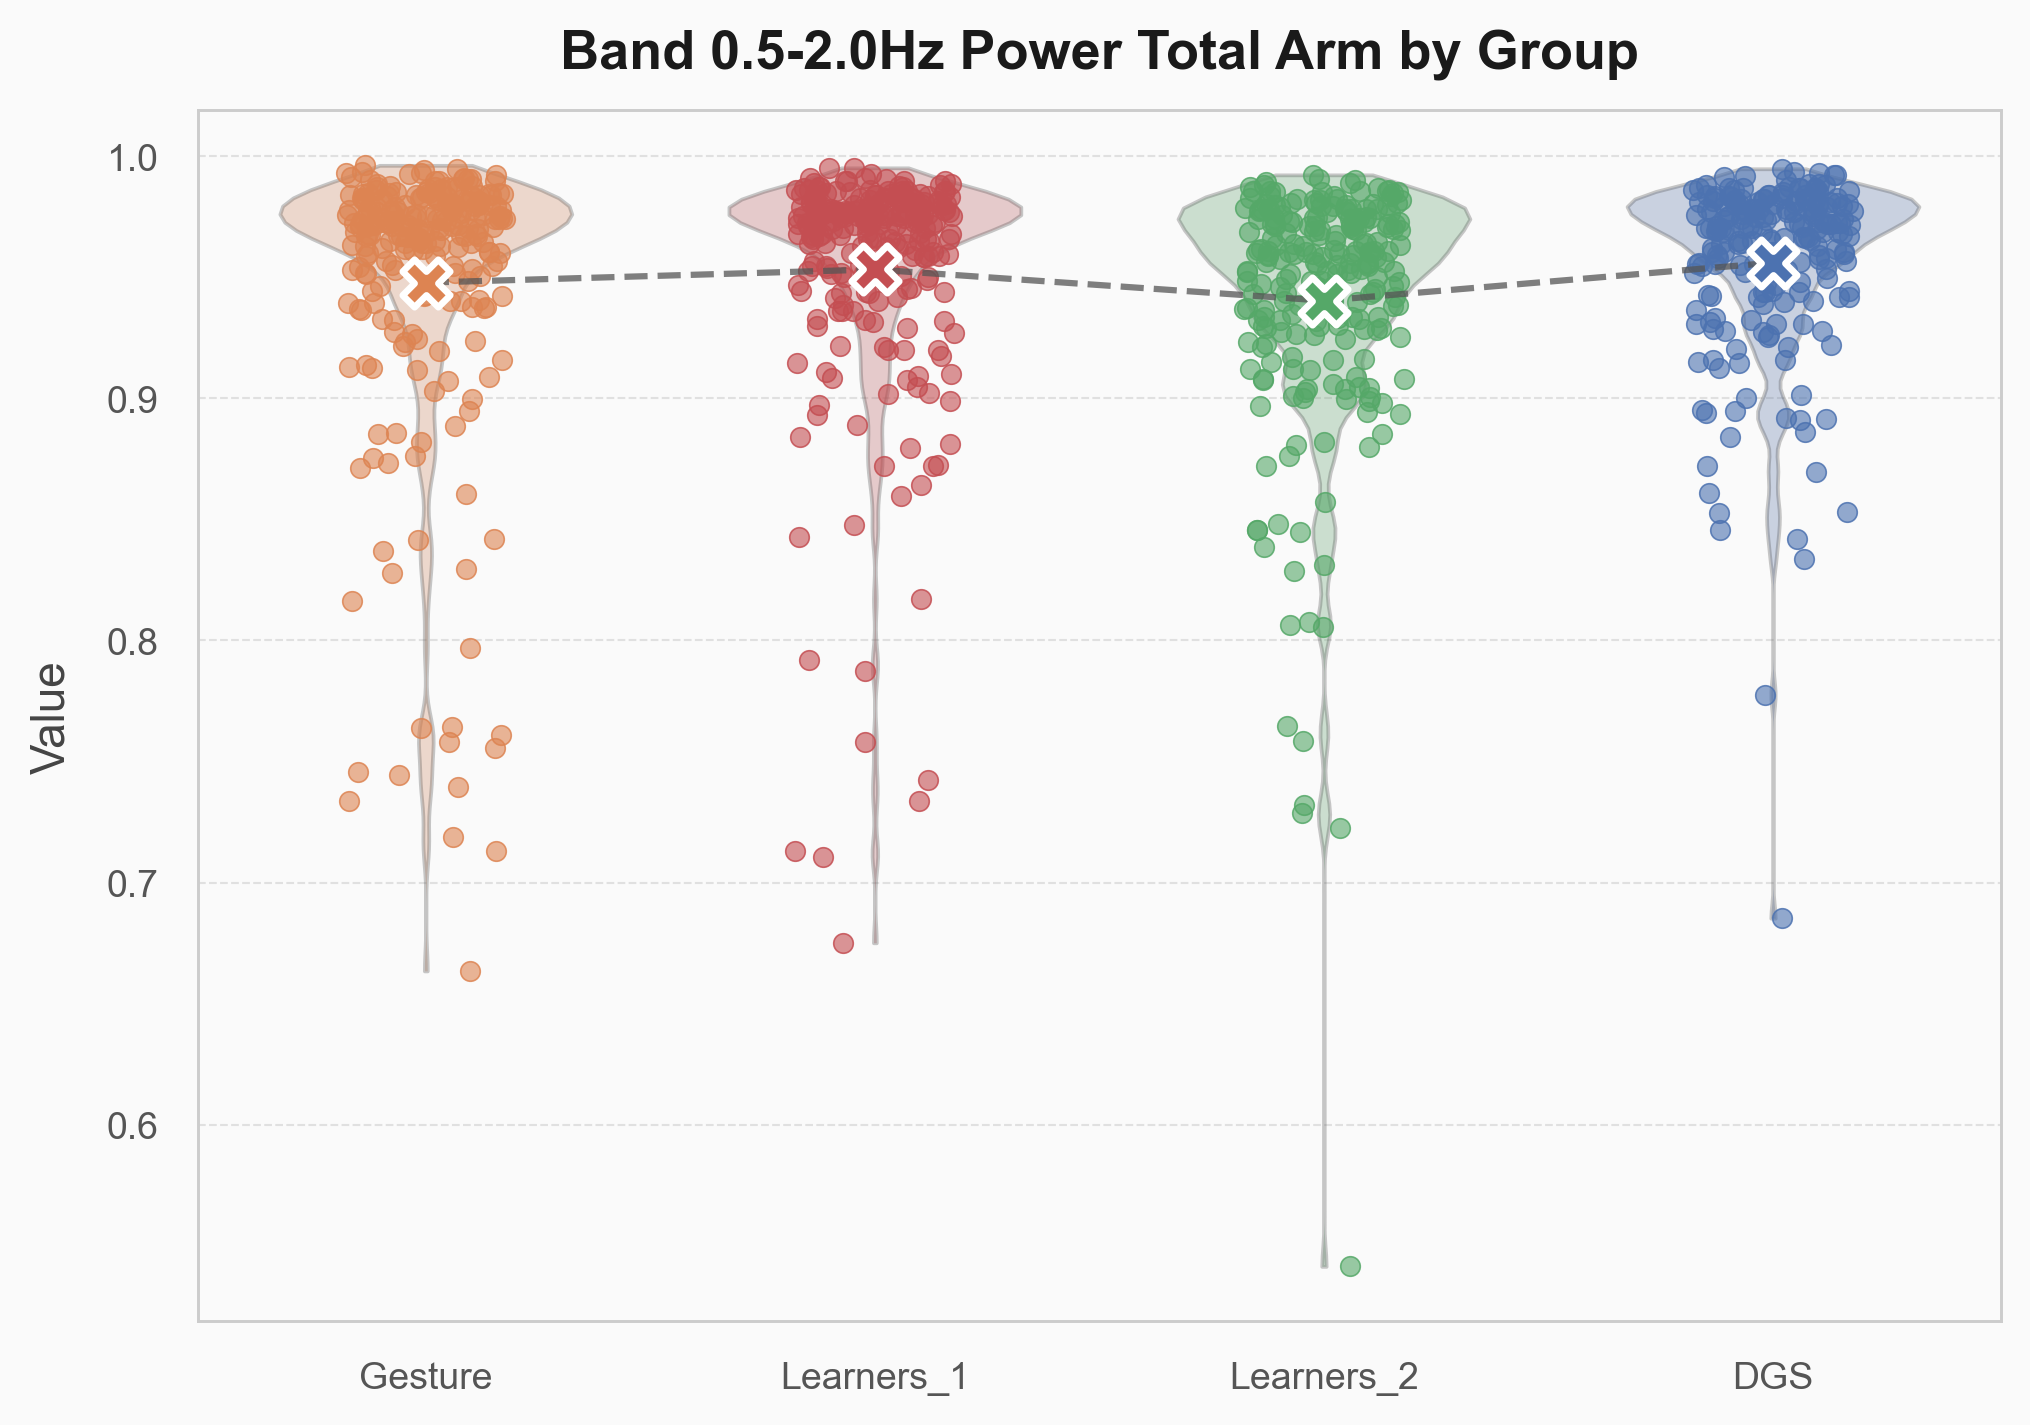 Band 0.5-2.0Hz Power Total Arm by Group
1.0
0.9
0.8
0.7
0.6
Value
Gesture
Learners_1
Learners_2
DGS